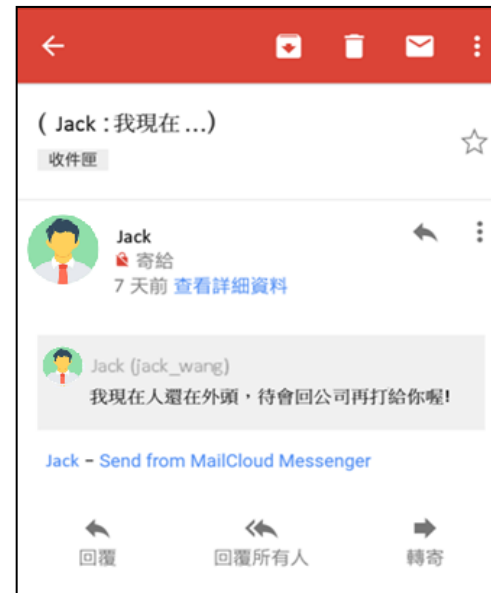 ( Jack :我現在 ...)
收件匣
Jack
寄給
7 天前 查看詳細資料
Jack (jack_wang)
我現在人還在外頭，待會回公司再打給你喔!
Jack – Send from MailCloud Messenger
回覆 回覆所有人 轉寄